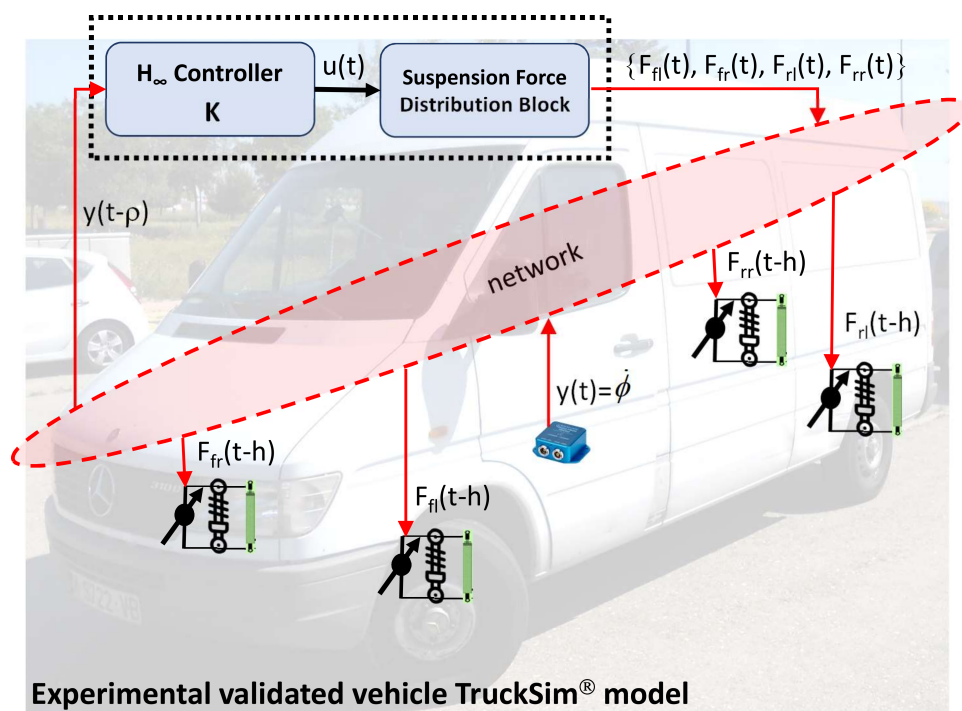 H∞ Controller
K
u(t)
Suspension Force
Distribution Block
{Ffl(t), Ffr(t), Frl(t), Frr(t)}
y(t-ρ)
network
Frr(t-h)
Frl(t-h)
y(t)=ϕ̇
Ffr(t-h)
Ffl(t-h)
Experimental validated vehicle TruckSim® model